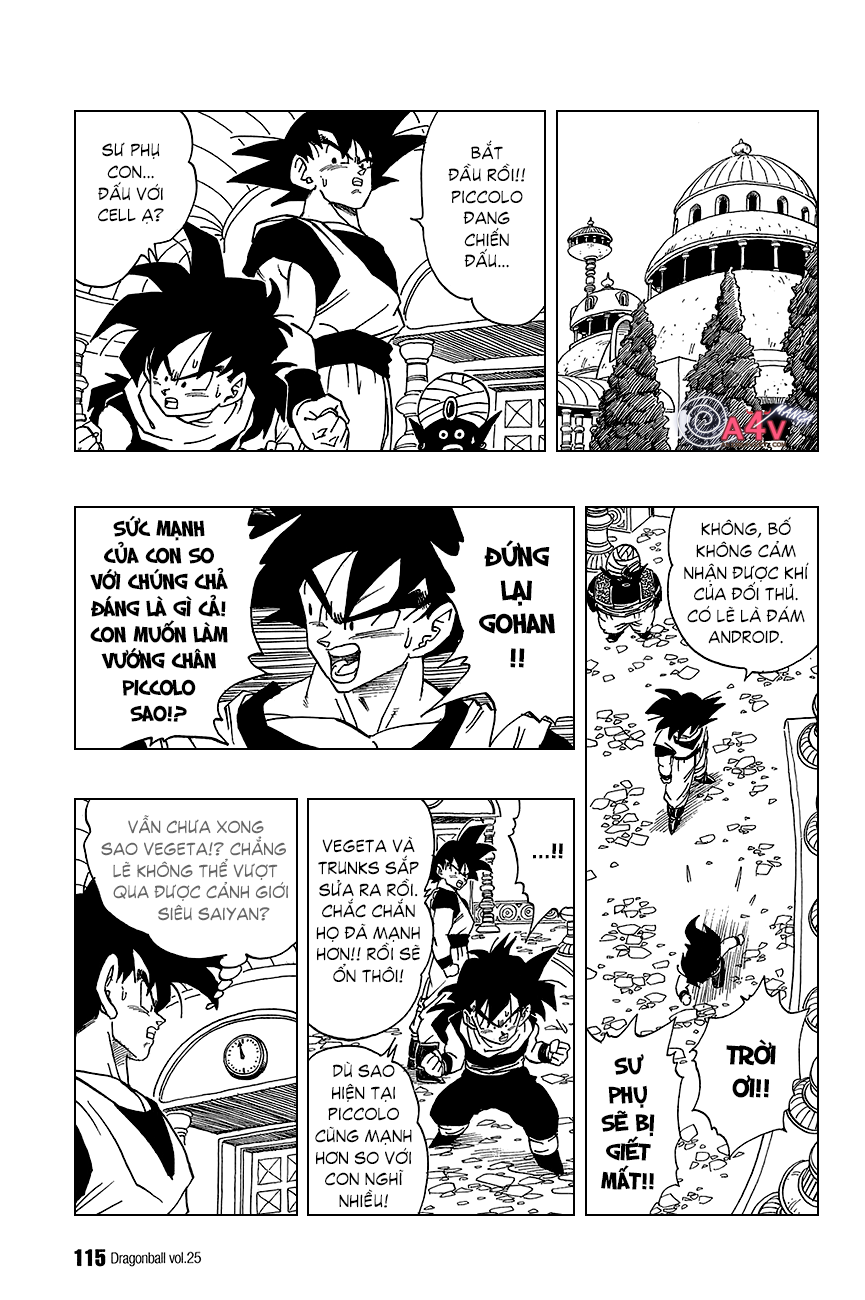 BẮT
ĐẦU RỒI!!
PICCOLO
ĐANG
CHIẾN
ĐẤU...
SƯ PHỤ
CON...
ĐẤU VỚI
CELL Ạ?
A4V
MANGA
KHÔNG, BỐ
KHÔNG CẢM
NHẬN ĐƯỢC KHÍ
CỦA ĐỐI THỦ.
CÓ LẼ LÀ ĐÁM
ANDROID.
TRỜI
ƠI!!
SƯ
PHỤ
SẼ BỊ
GIẾT
MẤT!!
ĐỨNG
LẠI
GOHAN
!!
SỨC MẠNH
CỦA CON SO
VỚI CHÚNG CHẢ
ĐÁNG LÀ GÌ CẢ!
CON MUỐN LÀM
VƯỚNG CHÂN
PICCOLO
SAO!?
...!!
VEGETA VÀ
TRUNKS SẮP
SỬA RA RỒI.
CHẮC CHẮN
HỌ ĐÃ MẠNH
HƠN!! RỒI SẼ
ỔN THÔI!
DÙ SAO
HIỆN TẠI
PICCOLO
CŨNG MẠNH
HƠN SO VỚI
CON NGHĨ
NHIỀU!
VẪN CHƯA XONG
SAO VEGETA!? CHẲNG
LẼ KHÔNG THỂ VƯỢT
QUA ĐƯỢC CẢNH GIỚI
SIÊU SAIYAN?
115 Dragonball vol.25